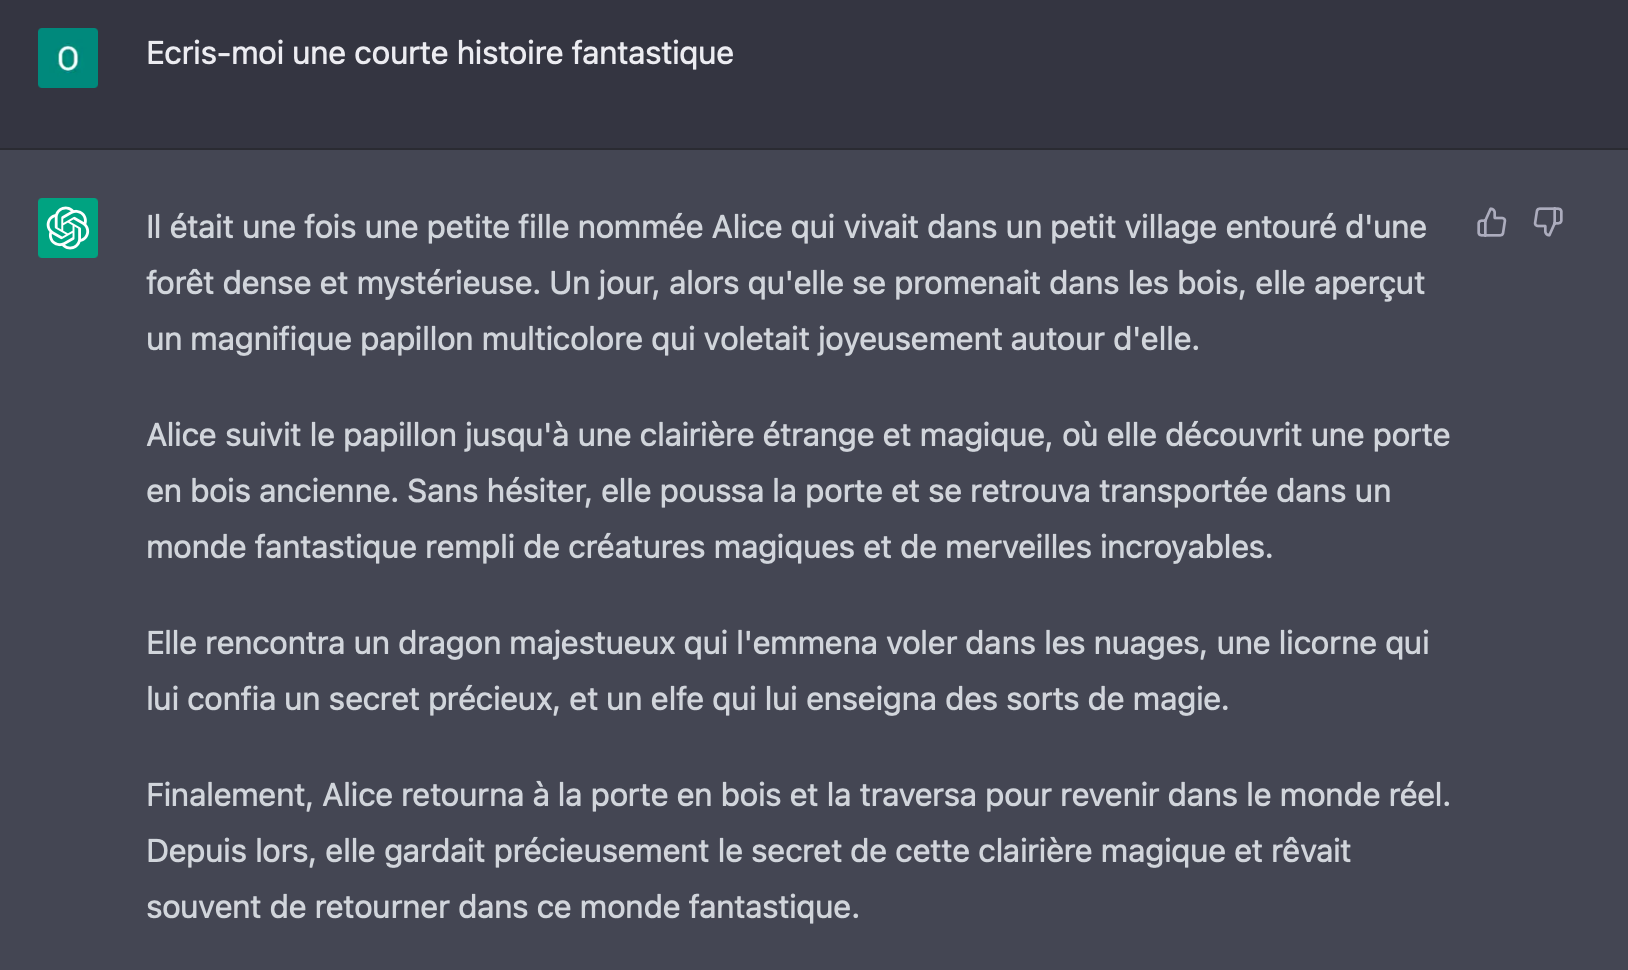 O
Ecris-moi une courte histoire fantastique
Il était une fois une petite fille nommée Alice qui vivait dans un petit village entouré d'une
forêt dense et mystérieuse. Un jour, alors qu'elle se promenait dans les bois, elle aperçut
un magnifique papillon multicolore qui voletait joyeusement autour d'elle.
Alice suivit le papillon jusqu'à une clairière étrange et magique, où elle découvrit une porte
en bois ancienne. Sans hésiter, elle poussa la porte et se retrouva transportée dans un
monde fantastique rempli de créatures magiques et de merveilles incroyables.
Elle rencontra un dragon majestueux qui l'emmena voler dans les nuages, une licorne qui
lui confia un secret précieux, et un elfe qui lui enseigna des sorts de magie.
Finalement, Alice retourna à la porte en bois et la traversa pour revenir dans le monde réel.
Depuis lors, elle gardait précieusement le secret de cette clairière magique et rêvait
souvent de retourner dans ce monde fantastique.